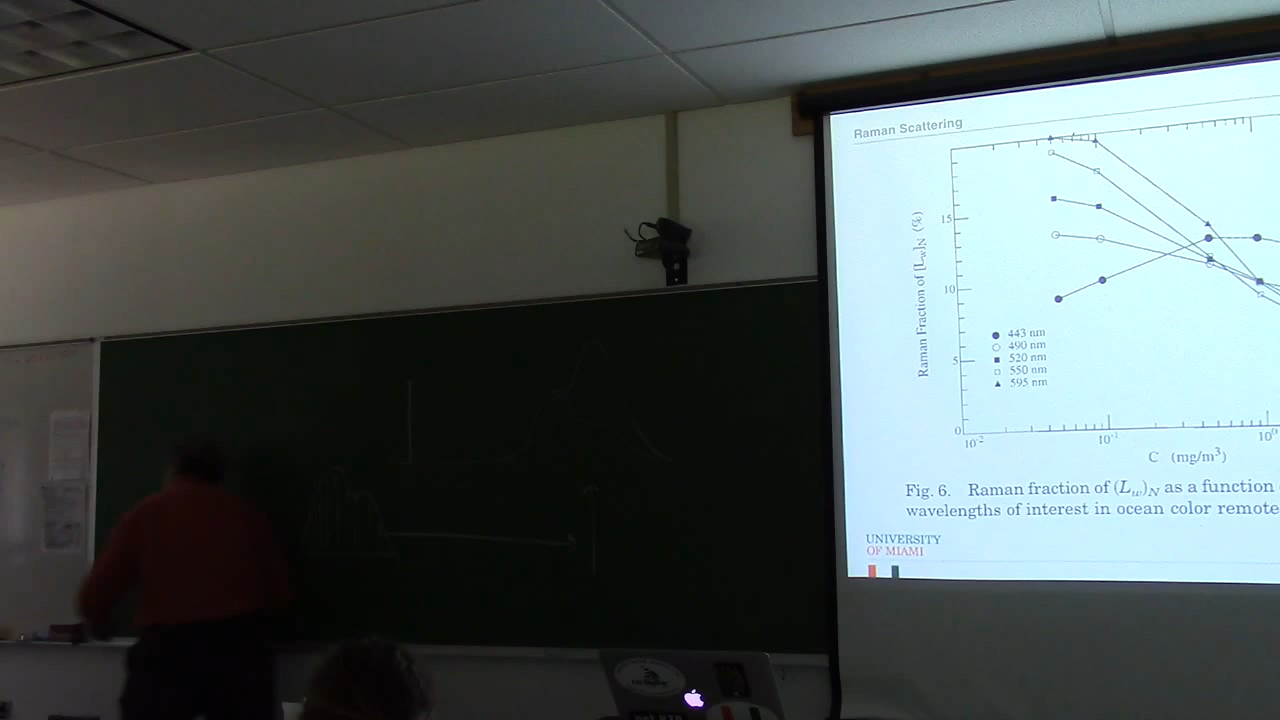 Raman Scattering
Raman Fraction of [Lw]N (%)
15
10
5
0
443 nm
490 nm
520 nm
550 nm
595 nm
10-2
10-1
100
C (mg/m3)
Fig. 6. Raman fraction of (Lw)N as a function
wavelengths of interest in ocean color remote
UNIVERSITY
OF MIAMI